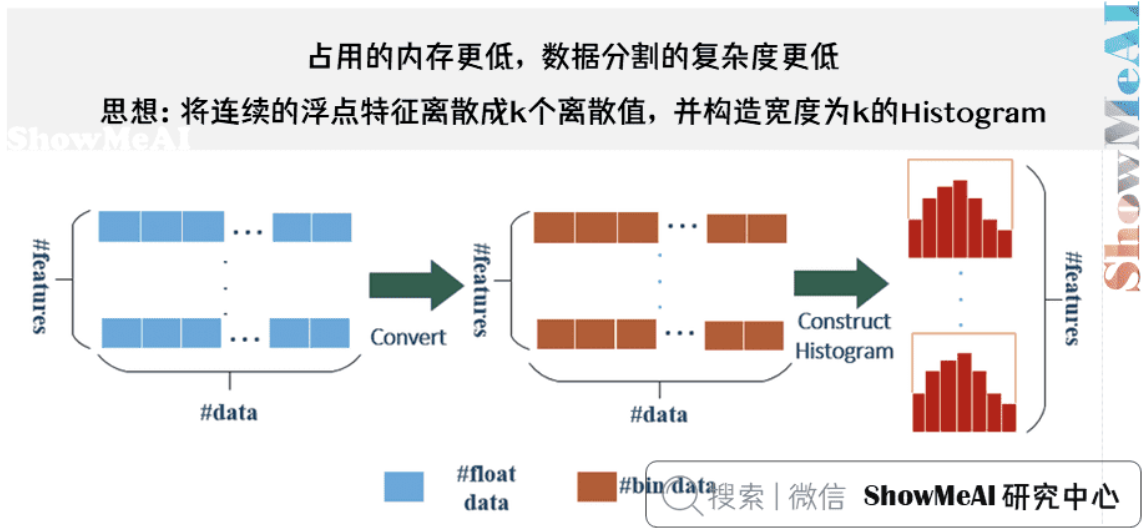 占用的内存更低，数据分割的复杂度更低
思想：将连续的浮点特征离散成k个离散值，并构造宽度为k的Histogram
ShowMeAI
ShowMeAI
#features
#data
Convert
#features
#data
Construct
Histogram
#features
#float
data
#bin data
搜索 | 微信 ShowMeAI 研究中心